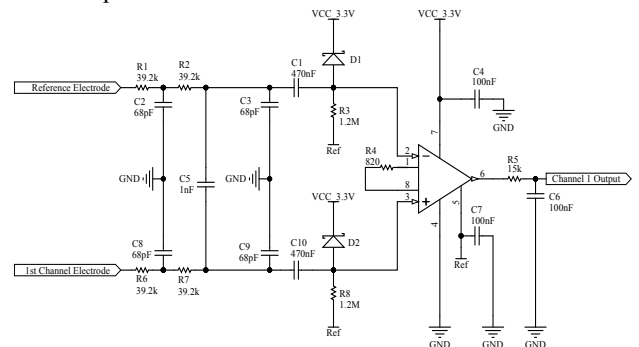 VCC_3.3V
VCC_3.3V
D1
C1
470nF
R1
39.2k
R2
39.2k
Reference Electrode
C2
68pF
C3
68pF
R3
1.2M
Ref
C4
100nF
GND
7
2
1
8
3
6
5
4
R4
820
R5
15k
Channel 1 Output
C6
100nF
GND
C5
1nF
GND
VCC_3.3V
D2
C7
100nF
Ref
C8
68pF
C9
68pF
C10
470nF
1st Channel Electrode
R6
39.2k
R7
39.2k
R8
1.2M
Ref
GND
GND
GND